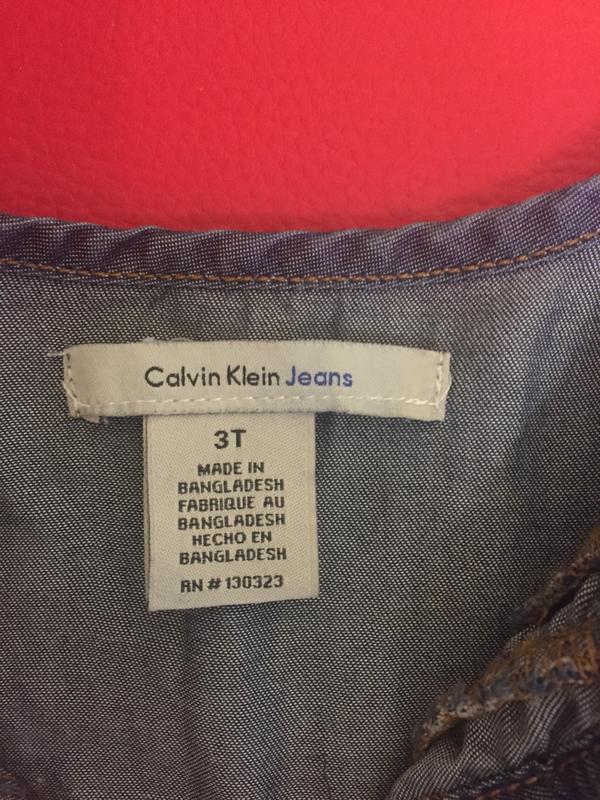 Calvin Klein Jeans
3T
MADE IN
BANGLADESH
FABRIQUE AU
BANGLADESH
HECHO EN
BANGLADESH
RN # 130323